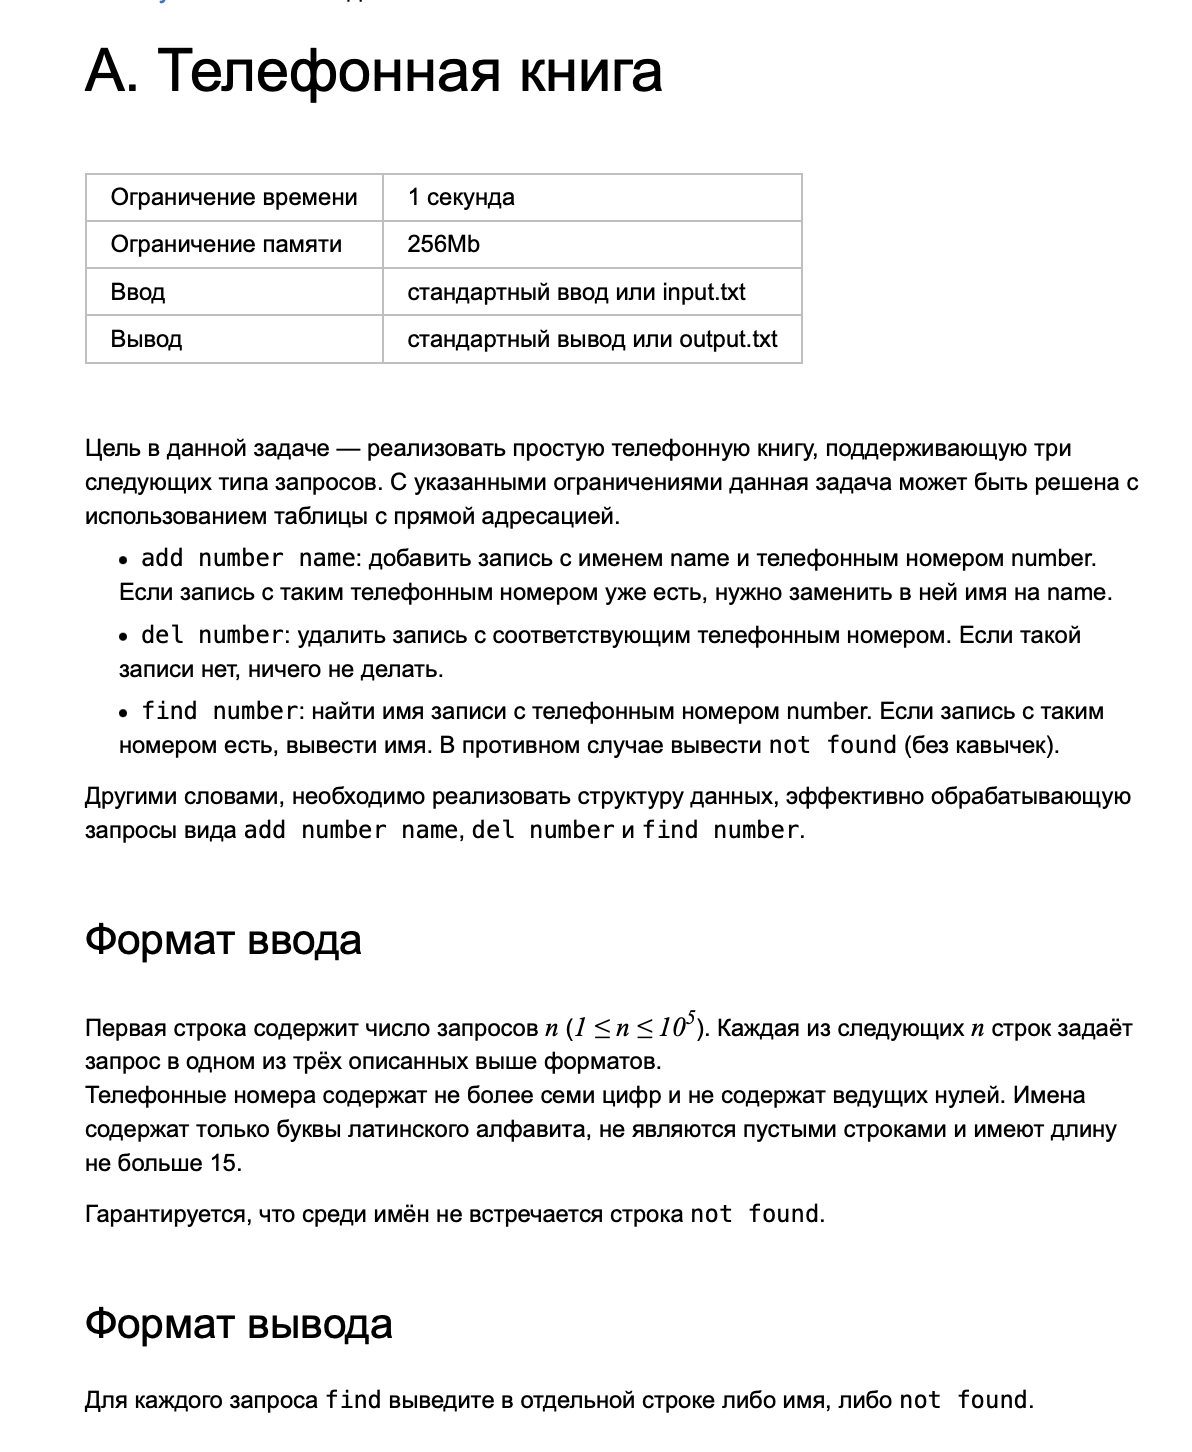 А. Телефонная книга
Ограничение времени 1 секунда
Ограничение памяти 256Mb
Ввод стандартный ввод или input.txt
Вывод стандартный вывод или output.txt
Цель в данной задаче — реализовать простую телефонную книгу, поддерживающую три
следующих типа запросов. С указанными ограничениями данная задача может быть решена с
использованием таблицы с прямой адресацией.
• add number name: добавить запись с именем name и телефонным номером number.
Если запись с таким телефонным номером уже есть, нужно заменить в ней имя на name.
• del number: удалить запись с соответствующим телефонным номером. Если такой
записи нет, ничего не делать.
• find number: найти имя записи с телефонным номером number. Если запись с таким
номером есть, вывести имя. В противном случае вывести not found (без кавычек).
Другими словами, необходимо реализовать структуру данных, эффективно обрабатывающую
запросы вида add number name, del number и find number.
Формат ввода
Первая строка содержит число запросов n (1 ≤ n ≤ 10⁵). Каждая из следующих n строк задаёт
запрос в одном из трёх описанных выше форматов.
Телефонные номера содержат не более семи цифр и не содержат ведущих нулей. Имена
содержат только буквы латинского алфавита, не являются пустыми строками и имеют длину
не больше 15.
Гарантируется, что среди имён не встречается строка not found.
Формат вывода
Для каждого запроса find выведите в отдельной строке либо имя, либо not found.